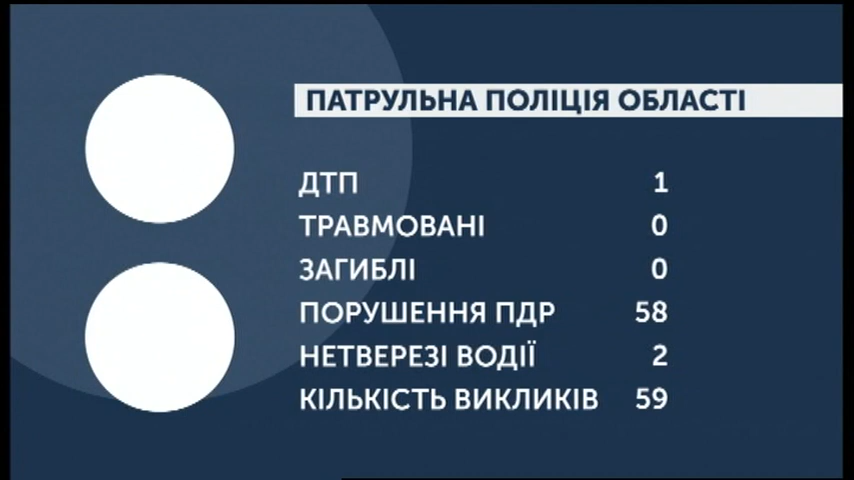 ПАТРУЛЬНА ПОЛІЦІЯ ОБЛАСТІ
ДТП 1
ТРАВМОВАНІ 0
ЗАГИБЛІ 0
ПОРУШЕННЯ ПДР 58
НЕТВЕРЕЗІ ВОДІЇ 2
КІЛЬКІСТЬ ВИКЛИКІВ 59